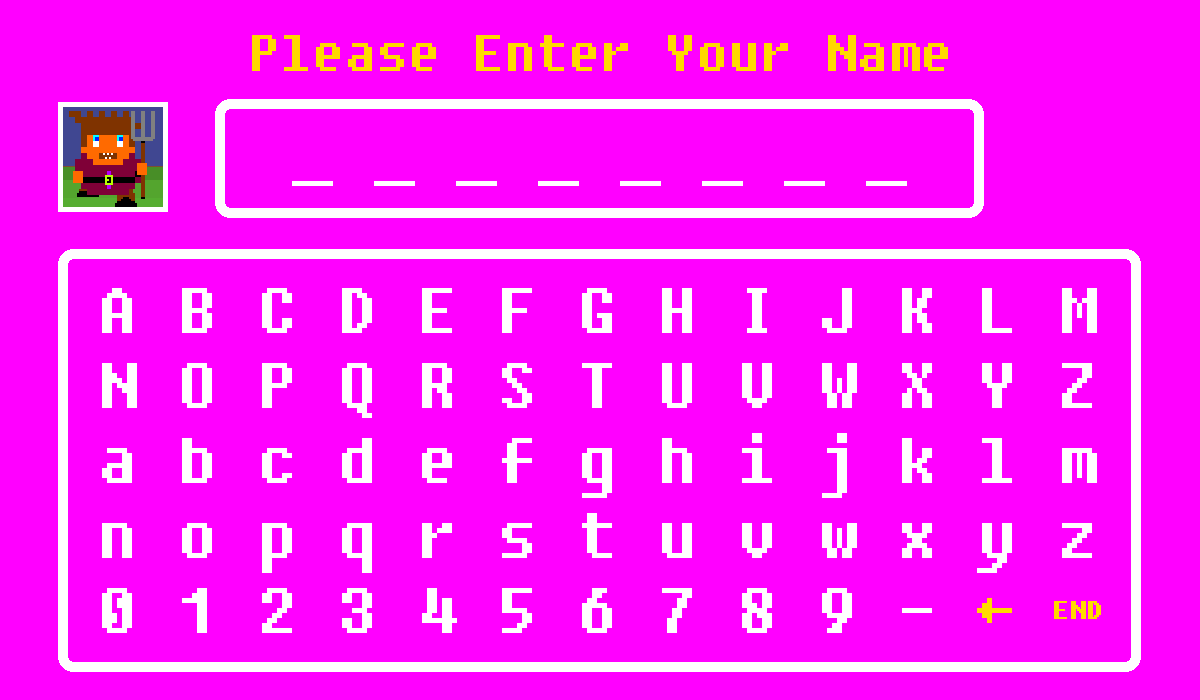 Please Enter Your Name
_ _ _ _ _ _ _ _
A B C D E F G H I J K L M
N O P Q R S T U V W X Y Z
a b c d e f g h i j k l m
n o p q r s t u v w x y z
0 1 2 3 4 5 6 7 8 9 - ← END